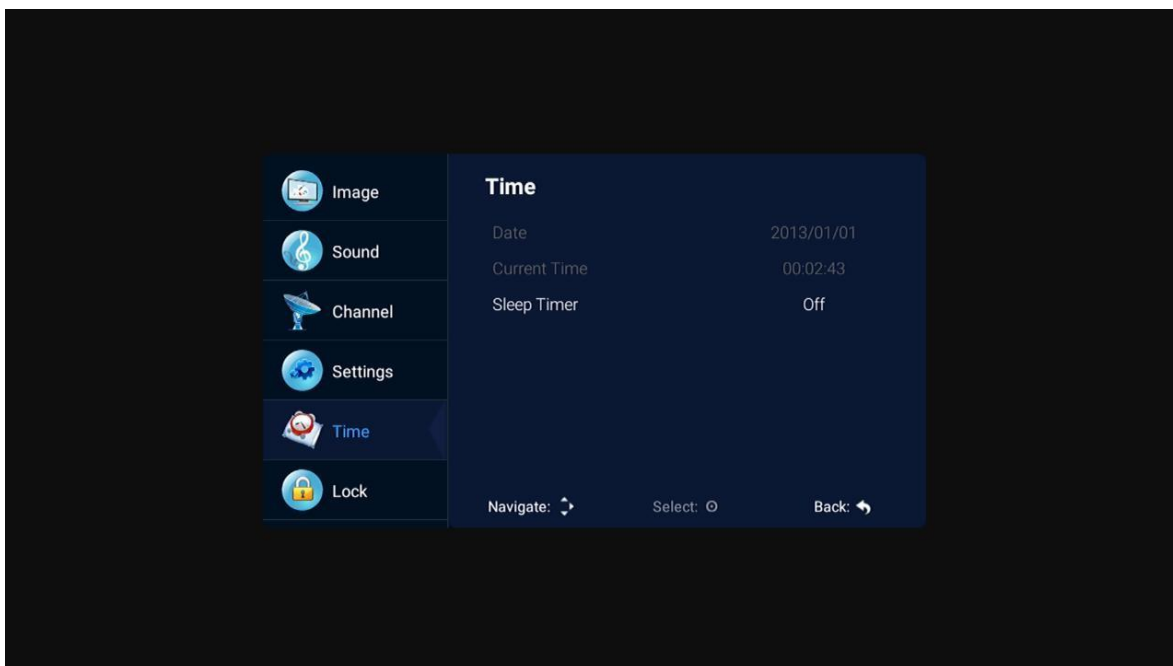 Image
Sound
Channel
Settings
Time
Lock
Time
Date 2013/01/01
Current Time 00:02:43
Sleep Timer Off
Navigate: Select: Back: